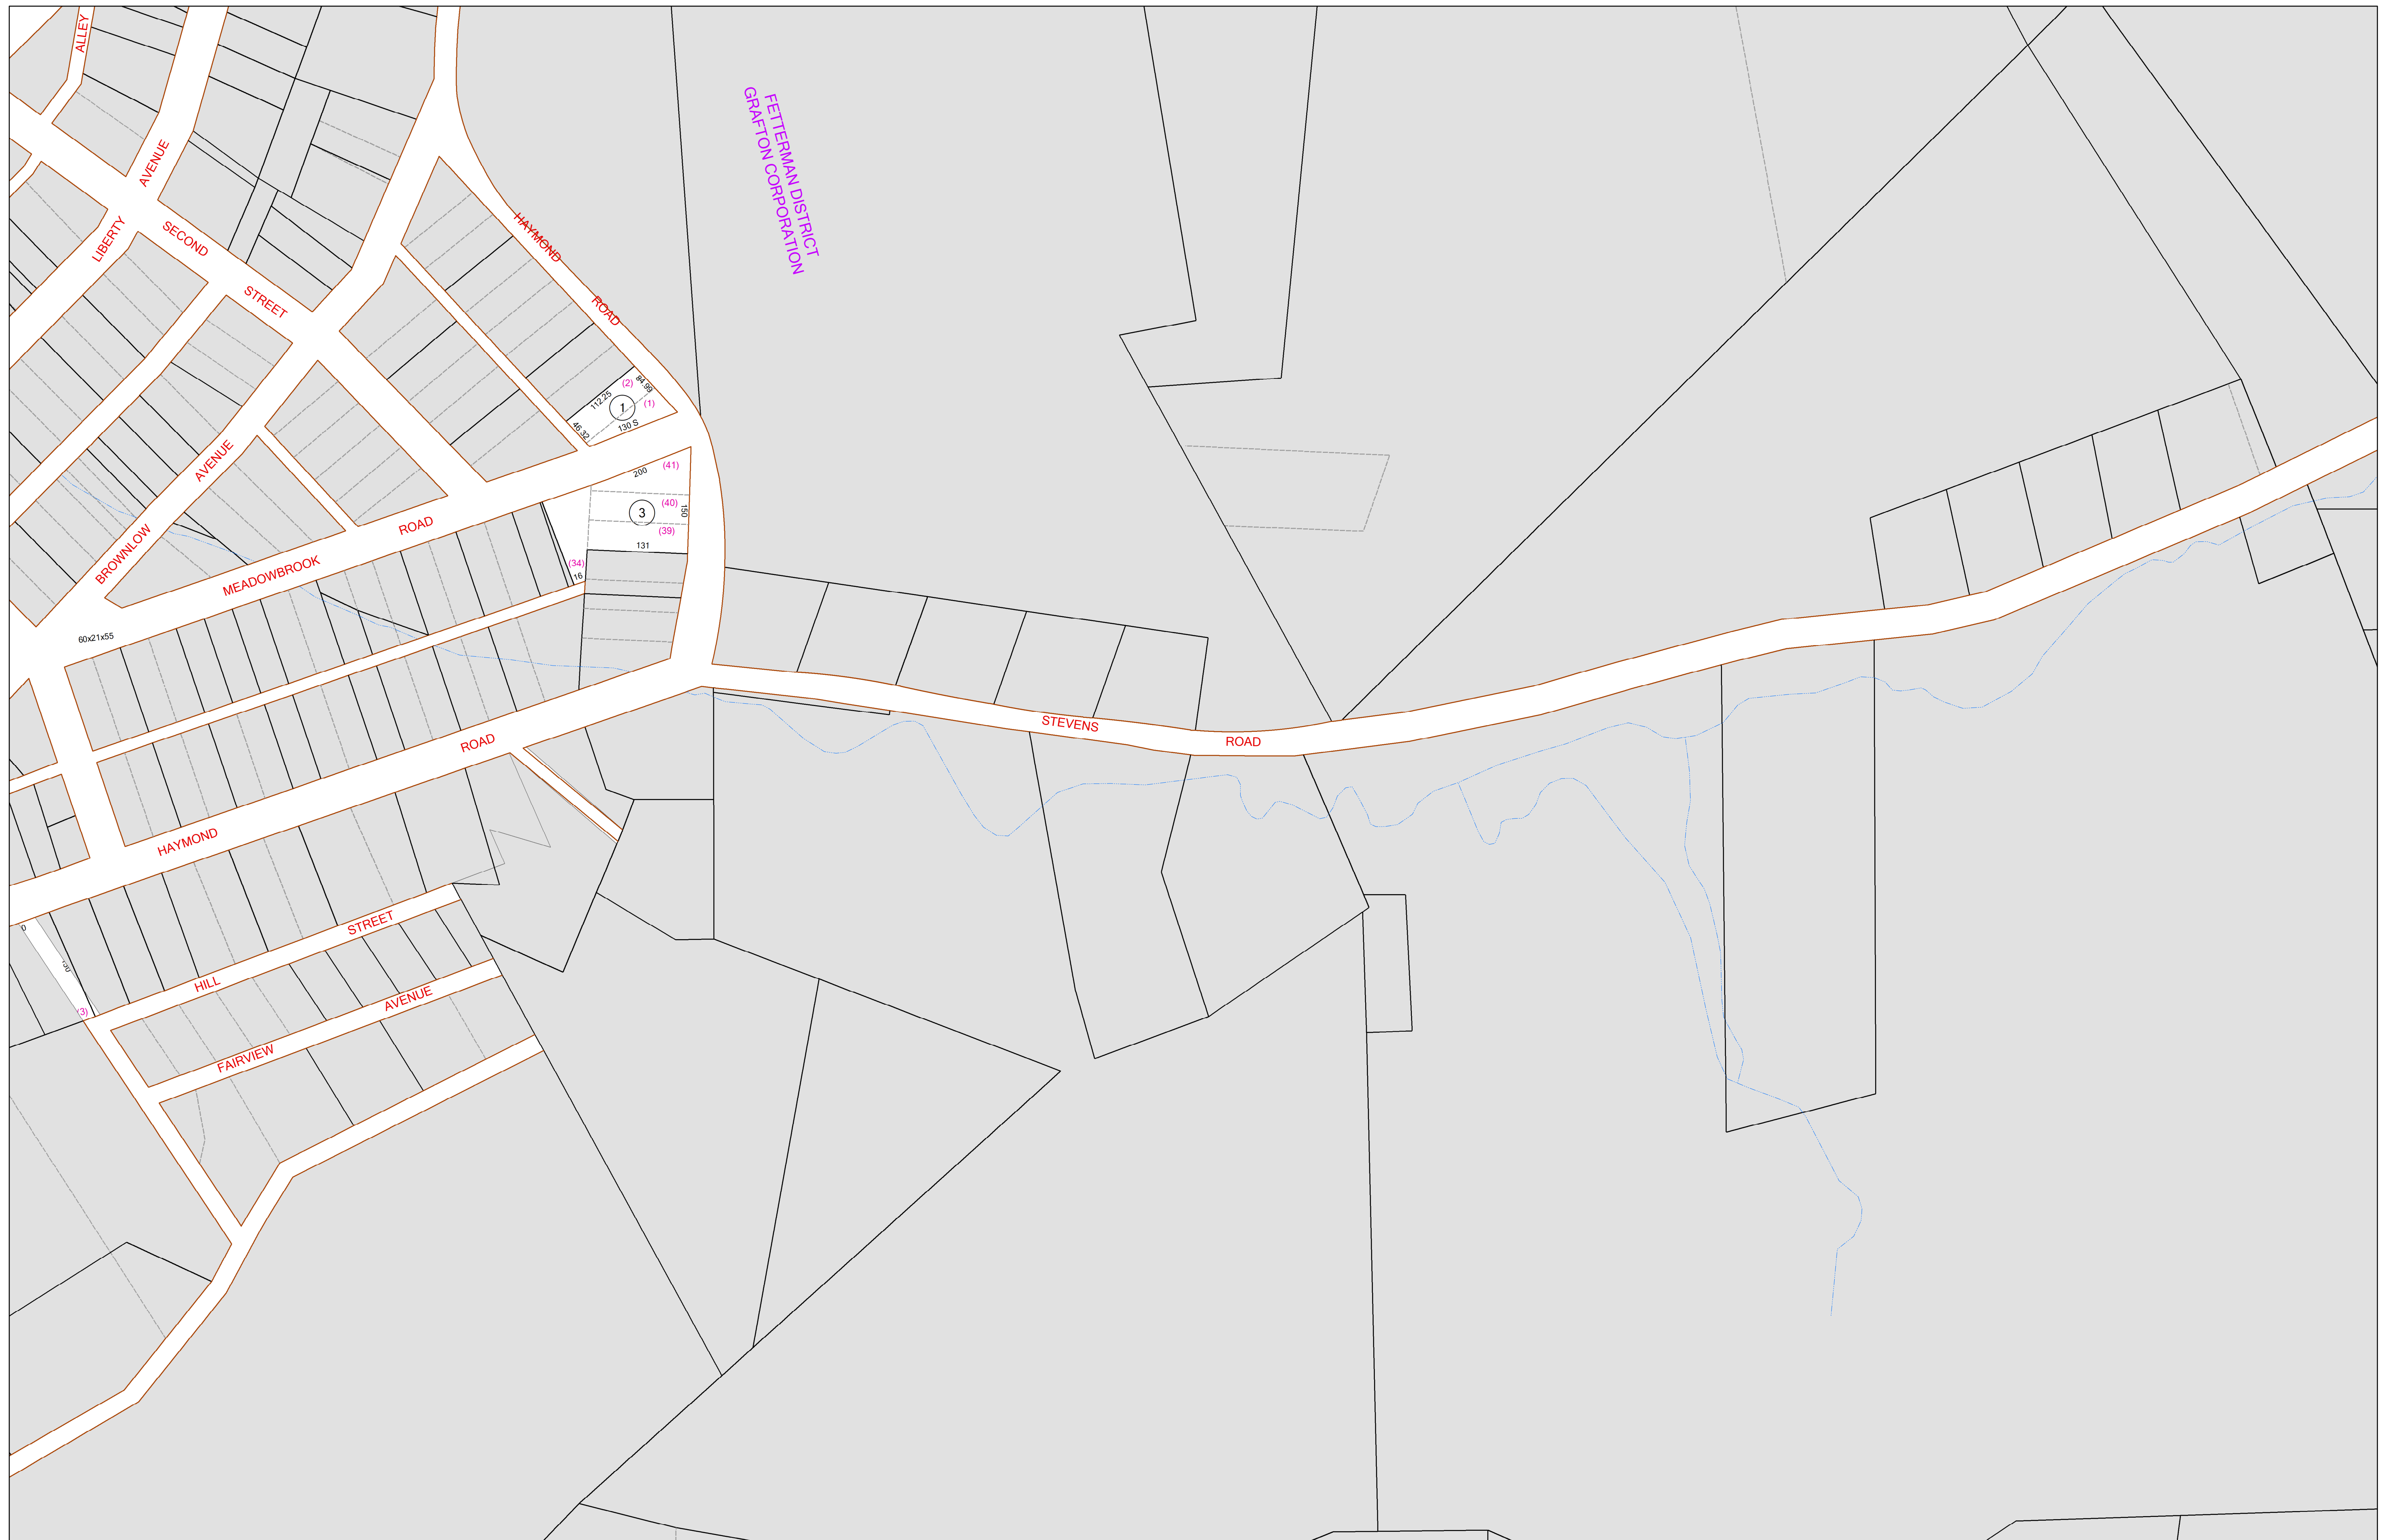 ALLEY
FETTERMAN DISTRICT
GRAFTON CORPORATION
AVENUE
LIBERTY
SECOND
STREET
HAYMOND
ROAD
(2)
84.99
112.25
1
(1)
46.32
130 S
(41)
200
(40)
150
3
(39)
131
(34)
16
AVENUE
BROWNLOW
ROAD
MEADOWBROOK
60x21x55
STEVENS
ROAD
ROAD
HAYMOND
STREET
HILL
0
(3)
AVENUE
FAIRVIEW